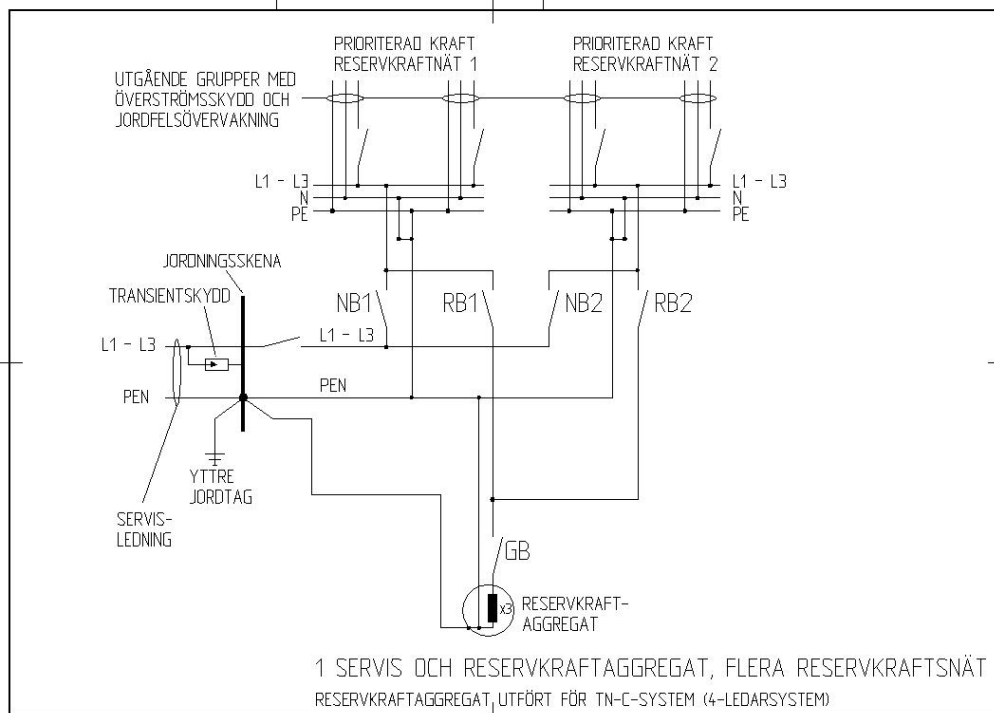 PRIORITERAD KRAFT
RESERVKRAFTNÄT 1
PRIORITERAD KRAFT
RESERVKRAFTNÄT 2
UTGÅENDE GRUPPER MED
ÖVERSTRÖMSSKYDD OCH
JORDFELSÖVERVAKNING
L1 - L3
N
PE
L1 - L3
N
PE
JORDNINGSSKENA
TRANSIENTSKYDD
NB1
RB1
NB2
RB2
L1 - L3
L1 - L3
PEN
PEN
YTTRE
JORDTAG
SERVIS-
LEDNING
GB
x3
RESERVKRAFT-
AGGREGAT
1 SERVIS OCH RESERVKRAFTAGGREGAT, FLERA RESERVKRAFTSNÄT
RESERVKRAFTAGGREGAT UTFÖRT FÖR TN-C-SYSTEM (4-LEDARSYSTEM)